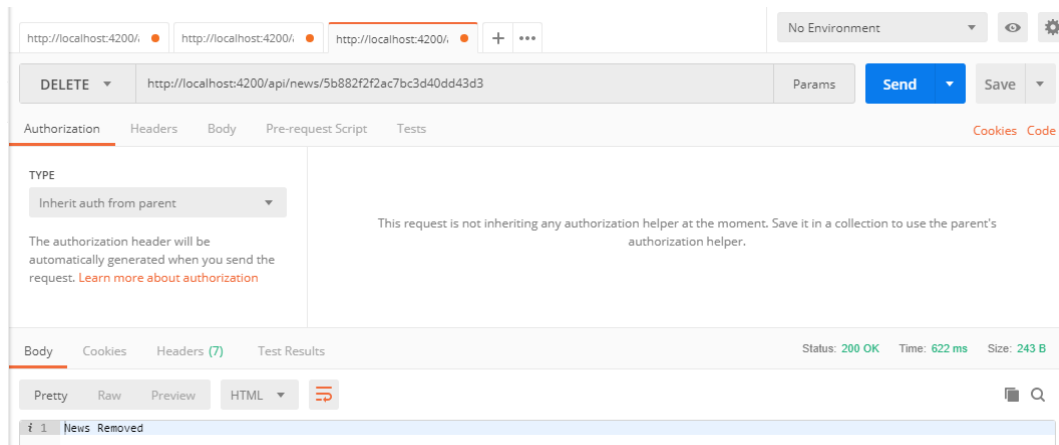 http://localhost:4200/a http://localhost:4200/a http://localhost:4200/a No Environment
DELETE http://localhost:4200/api/news/5b882f2f2ac7bc3d40dd43d3 Params Send Save
Authorization Headers Body Pre-request Script Tests Cookies Code
TYPE
Inherit auth from parent
The authorization header will be
automatically generated when you send the
request. Learn more about authorization
This request is not inheriting any authorization helper at the moment. Save it in a collection to use the parent's
authorization helper.
Body Cookies Headers (7) Test Results Status: 200 OK Time: 622 ms Size: 243 B
Pretty Raw Preview HTML
i 1 News Removed